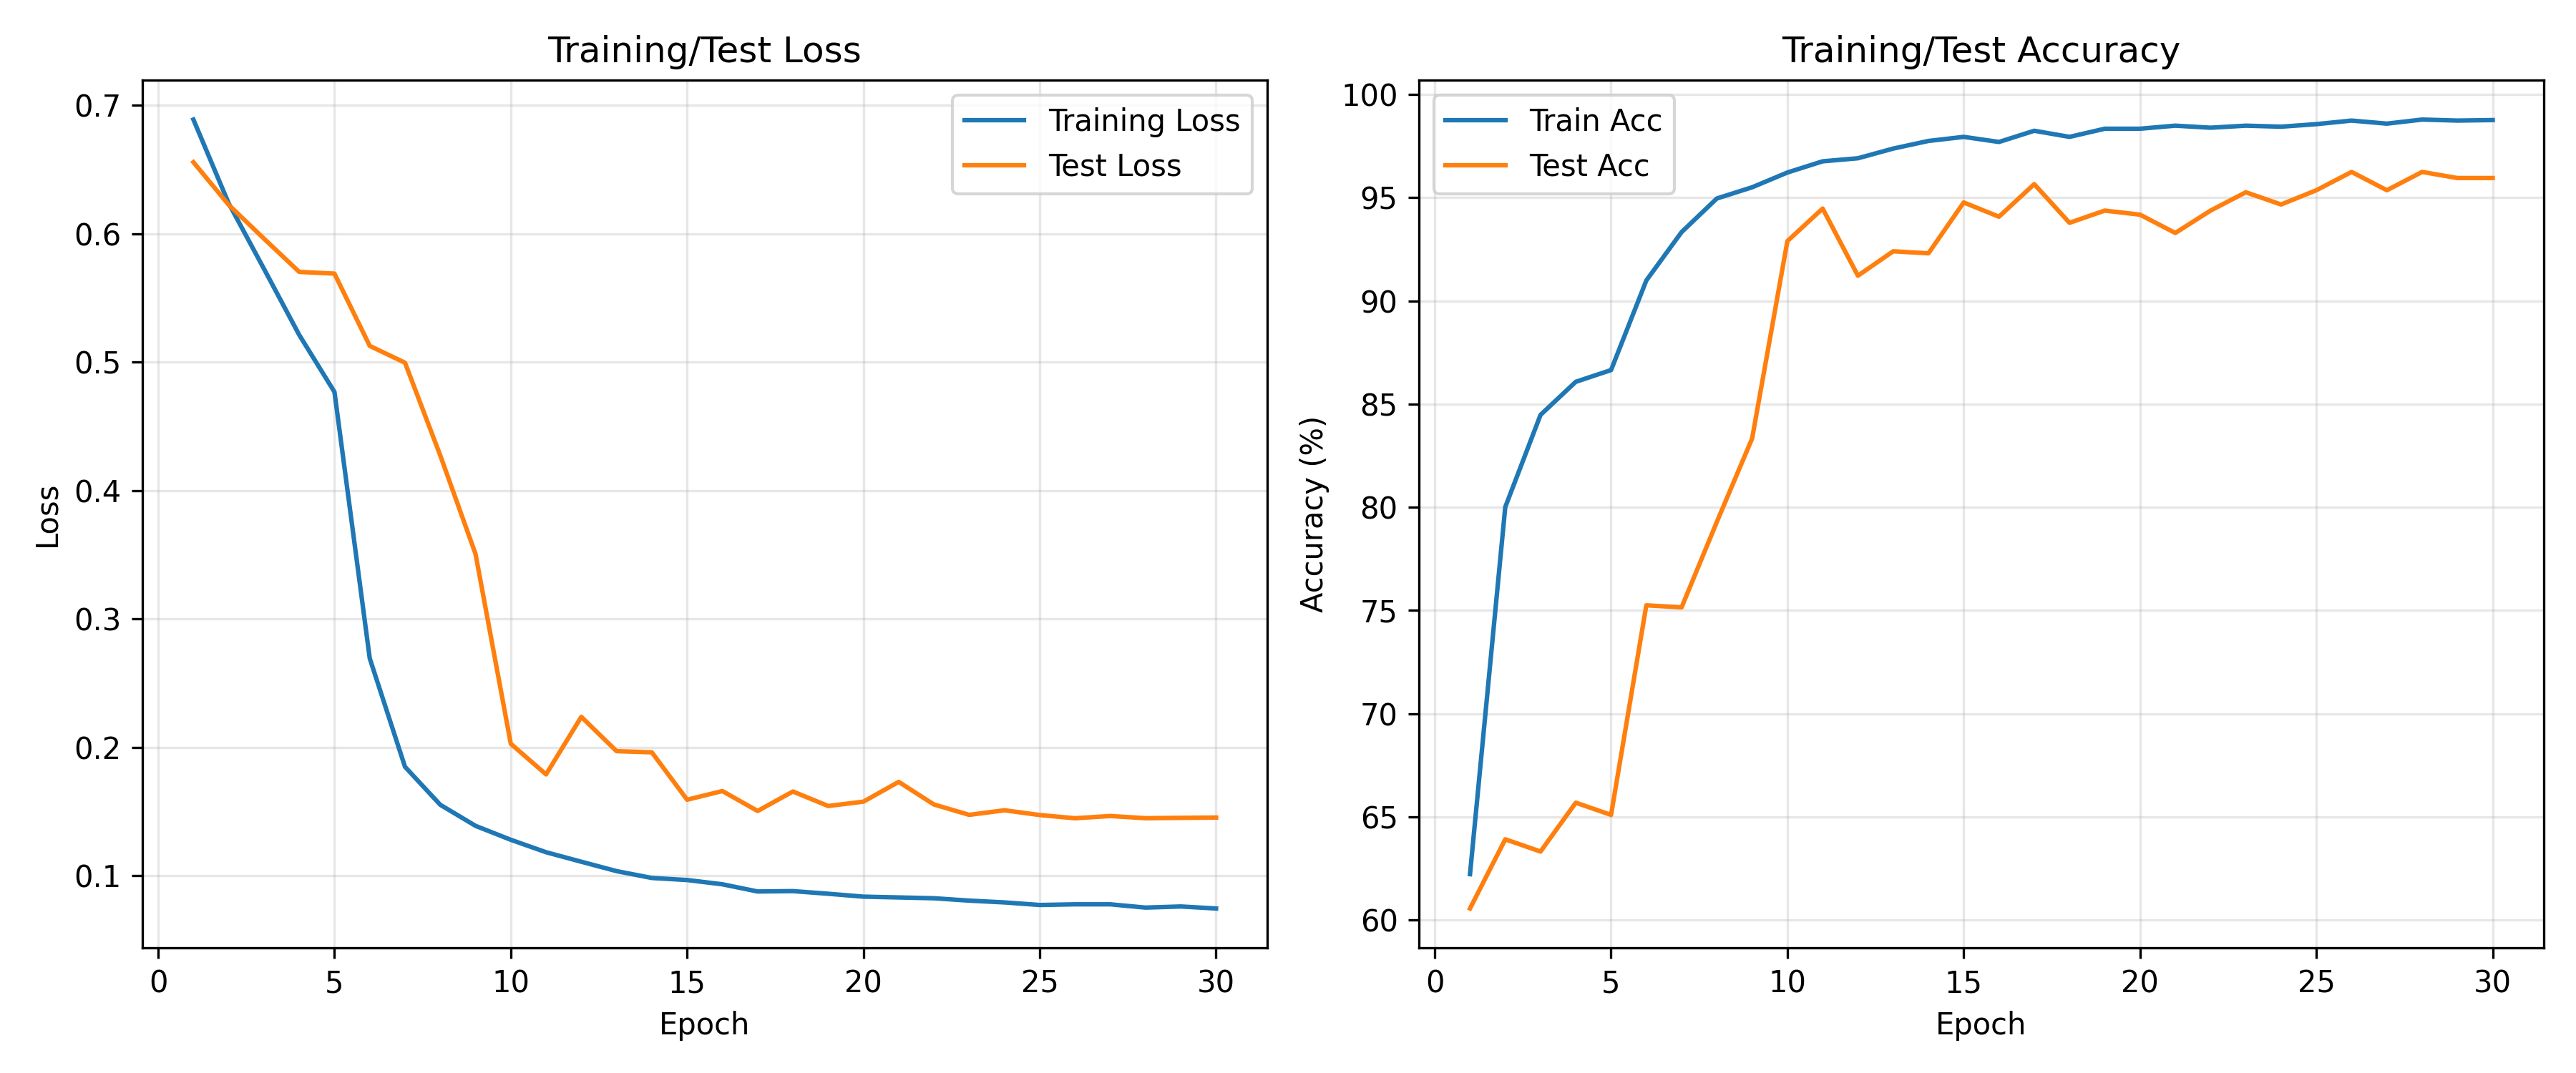 Training/Test Loss
Training Loss
Test Loss
0.7
0.6
0.5
0.4
0.3
0.2
0.1
Loss
0 5 10 15 20 25 30
Epoch
Training/Test Accuracy
Train Acc
Test Acc
100
95
90
85
80
75
70
65
60
Accuracy (%)
0 5 10 15 20 25 30
Epoch